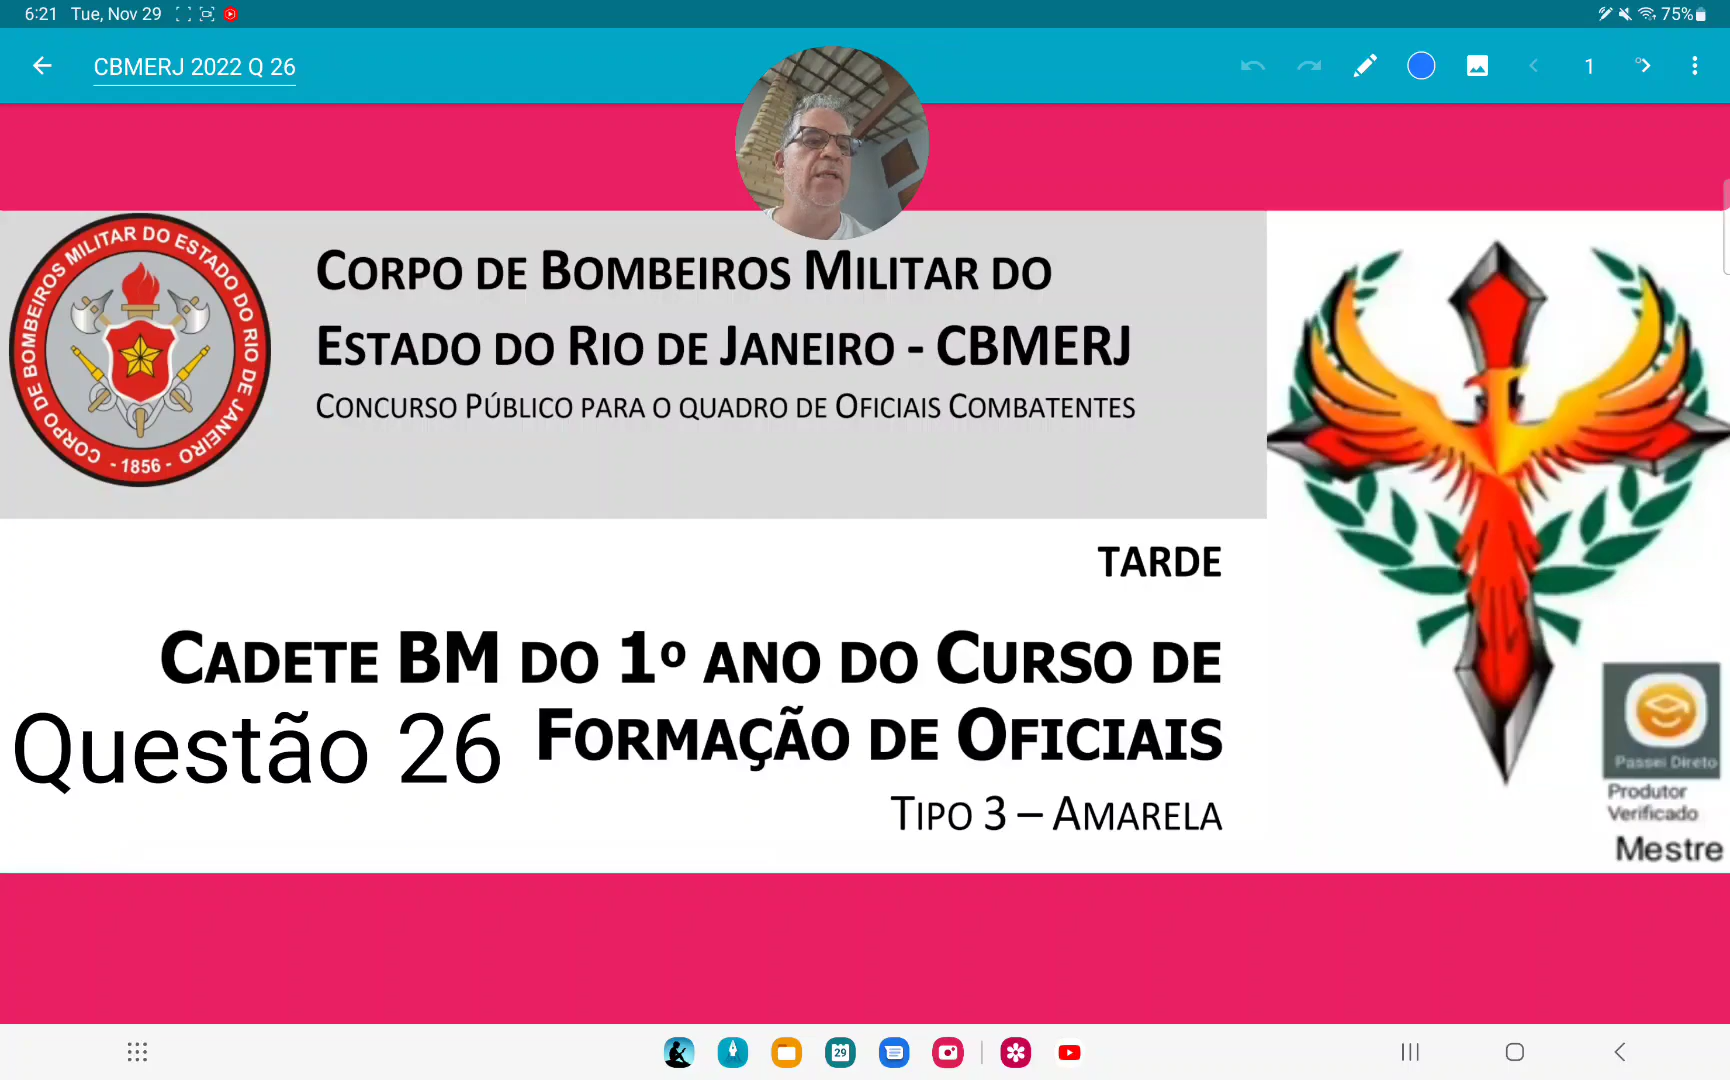 6:21 Tue, Nov 29
75%
CBMERJ 2022 Q 26
1
CORPO DE BOMBEIROS MILITAR DO ESTADO DO RIO DE JANEIRO
- 1856 -
CORPO DE BOMBEIROS MILITAR DO
ESTADO DO RIO DE JANEIRO - CBMERJ
CONCURSO PÚBLICO PARA O QUADRO DE OFICIAIS COMBATENTES
TARDE
CADETE BM DO 1º ANO DO CURSO DE
FORMAÇÃO DE OFICIAIS
Questão 26
TIPO 3 – AMARELA
Passei Direto
Produtor
Verificado
Mestre
29